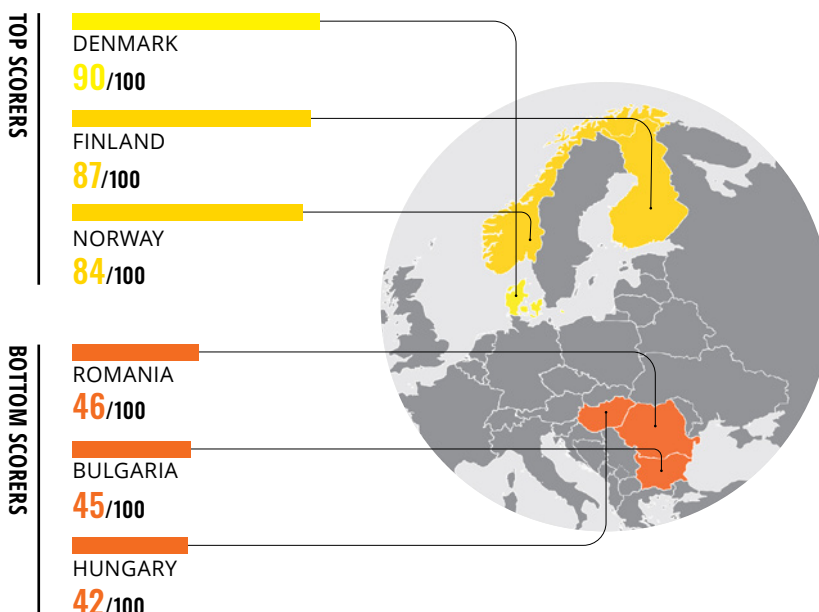 TOP SCORERS
DENMARK
90/100
FINLAND
87/100
NORWAY
84/100
BOTTOM SCORERS
ROMANIA
46/100
BULGARIA
45/100
HUNGARY
42/100